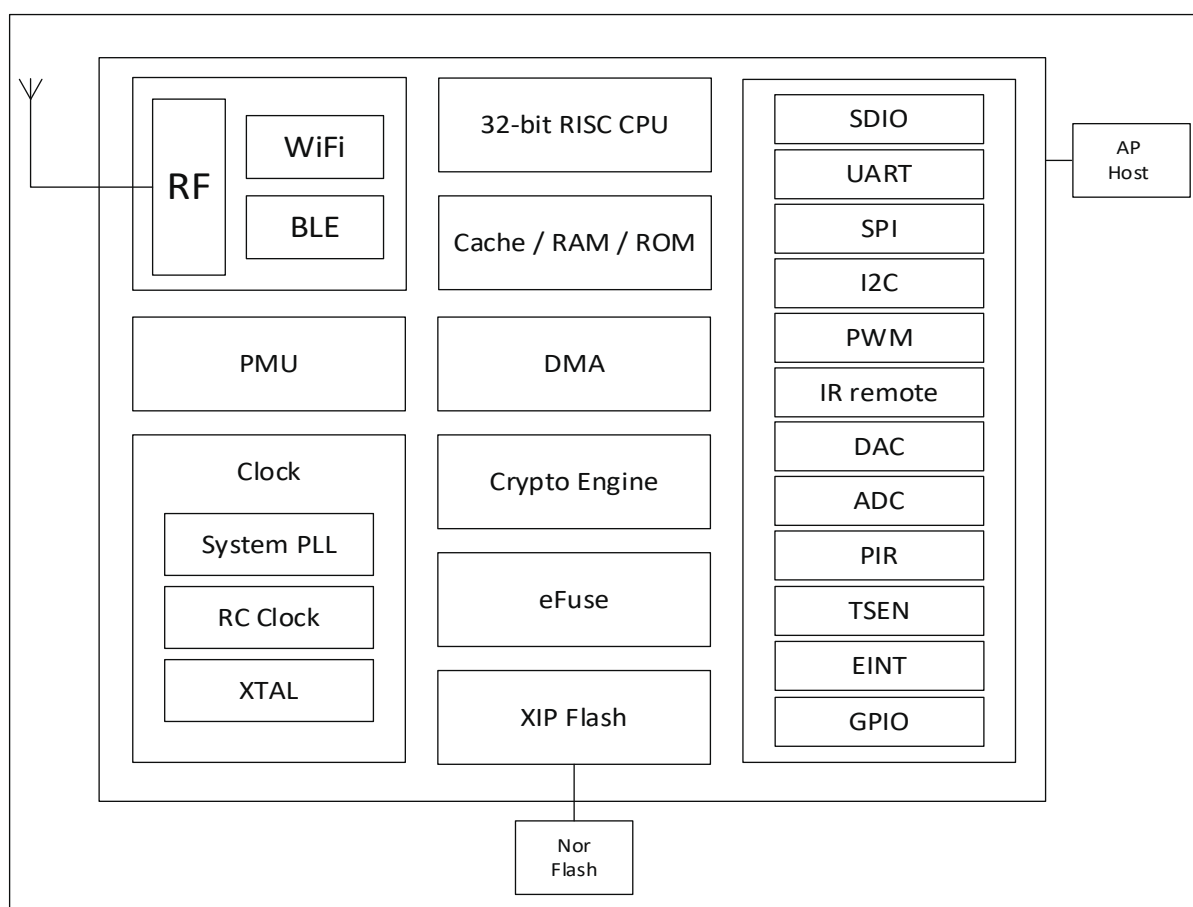 RF
WiFi
BLE
PMU
Clock
System PLL
RC Clock
XTAL
32-bit RISC CPU
Cache / RAM / ROM
DMA
Crypto Engine
eFuse
XIP Flash
SDIO
UART
SPI
I2C
PWM
IR remote
DAC
ADC
PIR
TSEN
EINT
GPIO
AP
Host
Nor
Flash